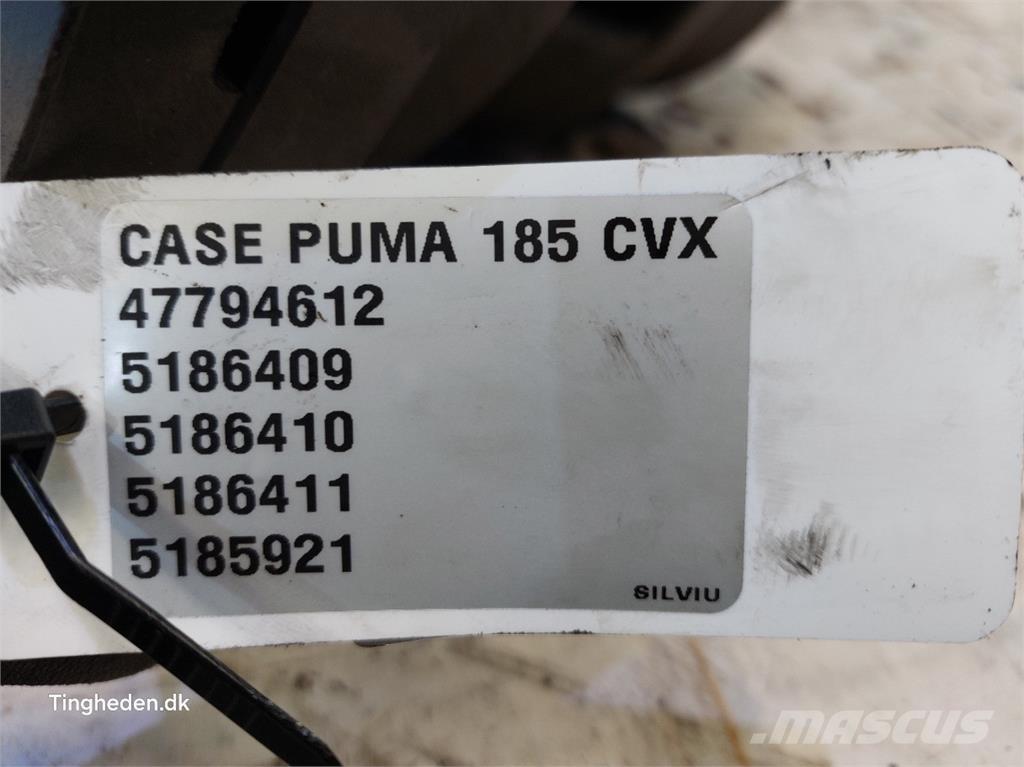 CASE PUMA 185 CVX
47794612
5186409
5186410
5186411
5185921
SILVIU
Tingheden.dk
MASCUS